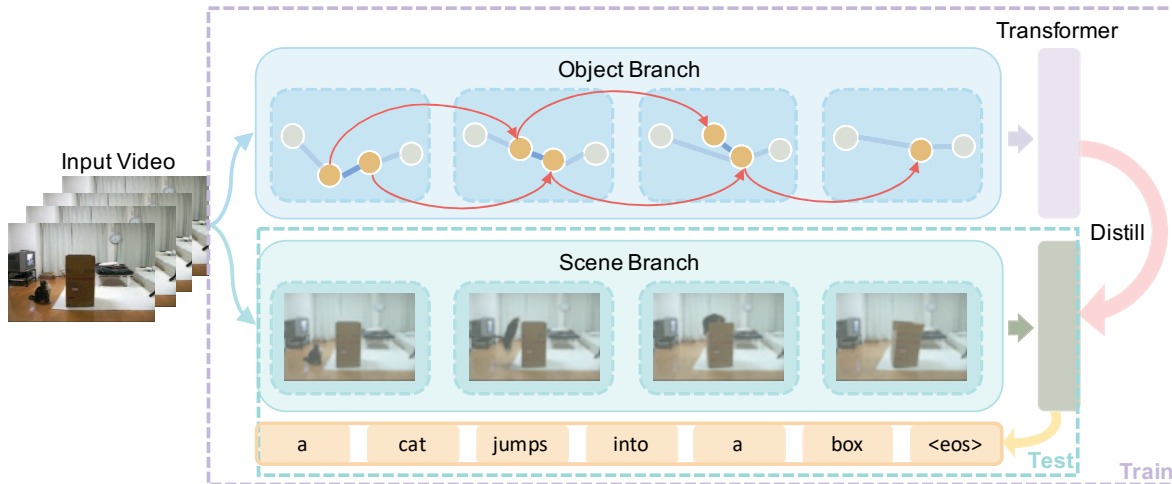 Transformer
Object Branch
Input Video
Distill
Scene Branch
a cat jumps into a box <eos>
Test
Train